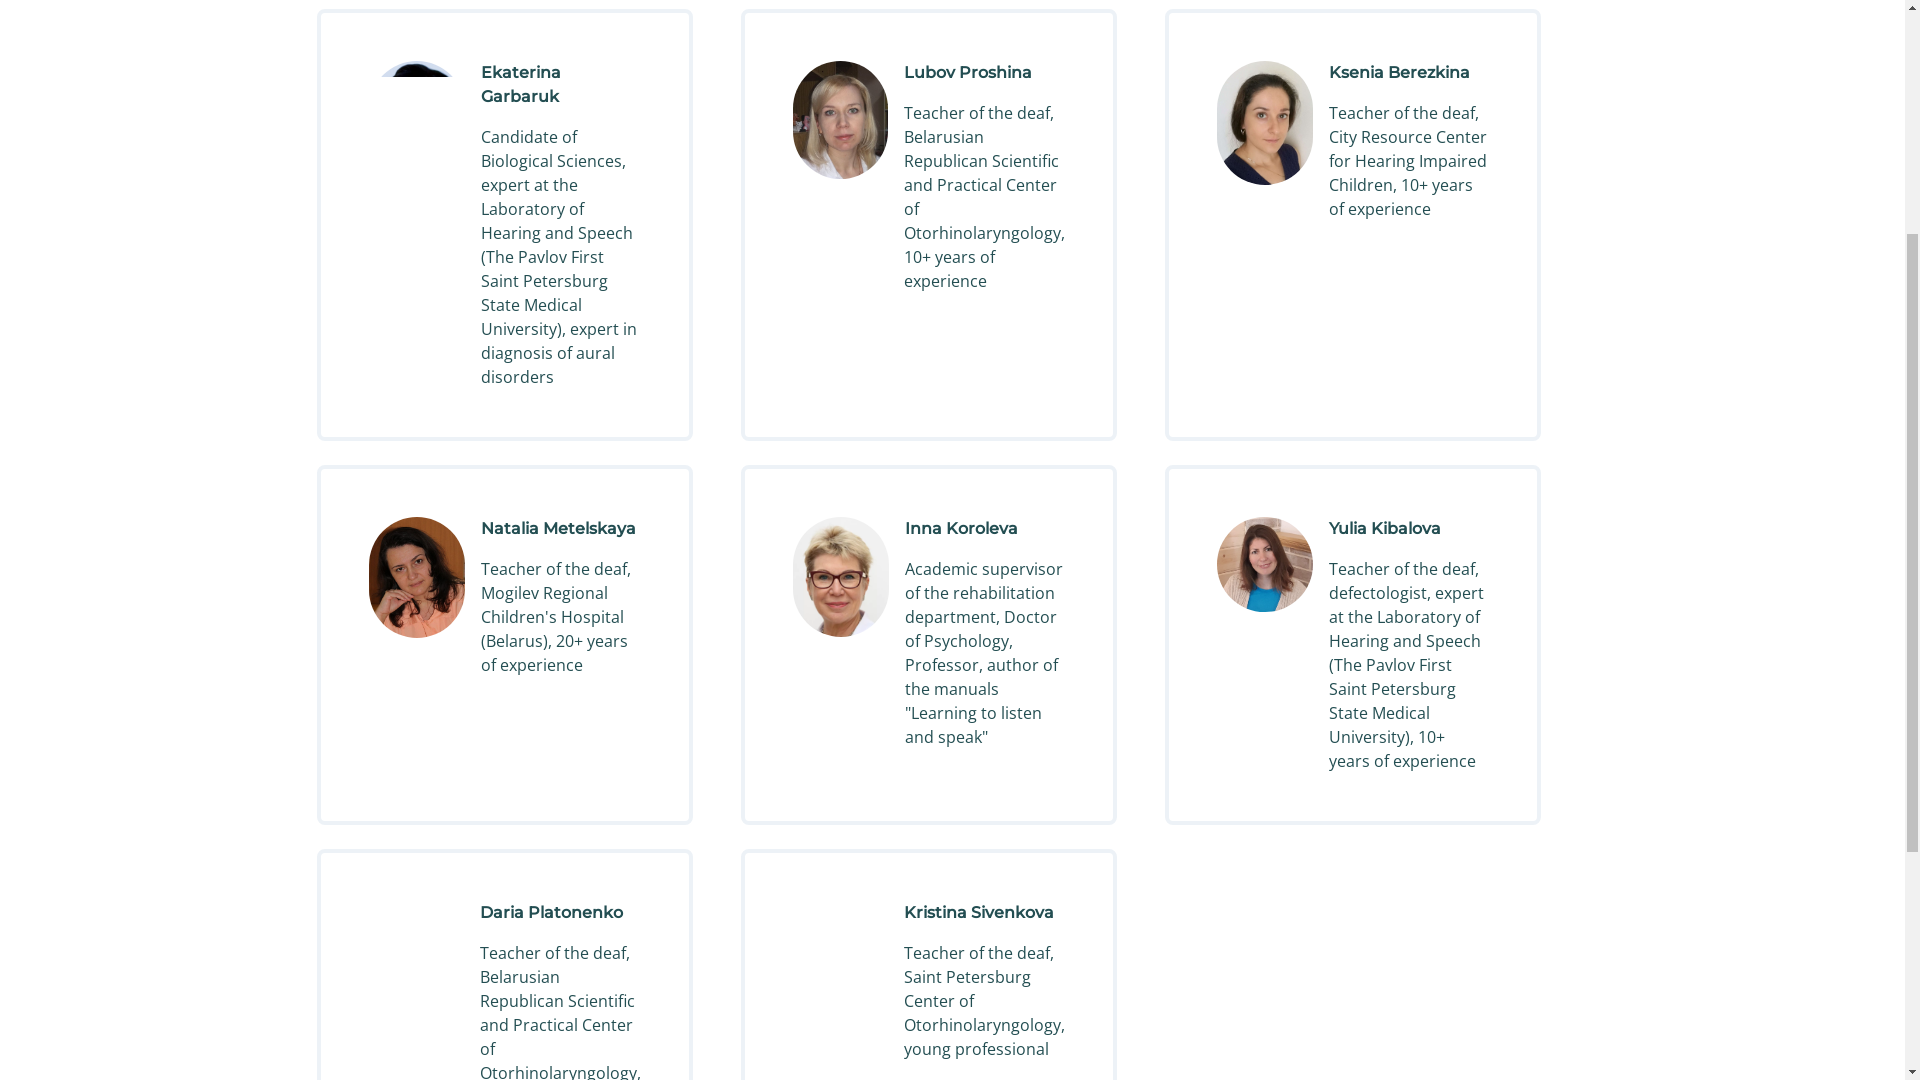 Ekaterina
Garbaruk
Candidate of
Biological Sciences,
expert at the
Laboratory of
Hearing and Speech
(The Pavlov First
Saint Petersburg
State Medical
University), expert in
diagnosis of aural
disorders
Lubov Proshina
Teacher of the deaf,
Belarusian
Republican Scientific
and Practical Center
of
Otorhinolaryngology,
10+ years of
experience
Ksenia Berezkina
Teacher of the deaf,
City Resource Center
for Hearing Impaired
Children, 10+ years
of experience
Natalia Metelskaya
Teacher of the deaf,
Mogilev Regional
Children's Hospital
(Belarus), 20+ years
of experience
Inna Koroleva
Academic supervisor
of the rehabilitation
department, Doctor
of Psychology,
Professor, author of
the manuals
"Learning to listen
and speak"
Yulia Kibalova
Teacher of the deaf,
defectologist, expert
at the Laboratory of
Hearing and Speech
(The Pavlov First
Saint Petersburg
State Medical
University), 10+
years of experience
Daria Platonenko
Teacher of the deaf,
Belarusian
Republican Scientific
and Practical Center
of
Otorhinolaryngology,
Kristina Sivenkova
Teacher of the deaf,
Saint Petersburg
Center of
Otorhinolaryngology,
young professional